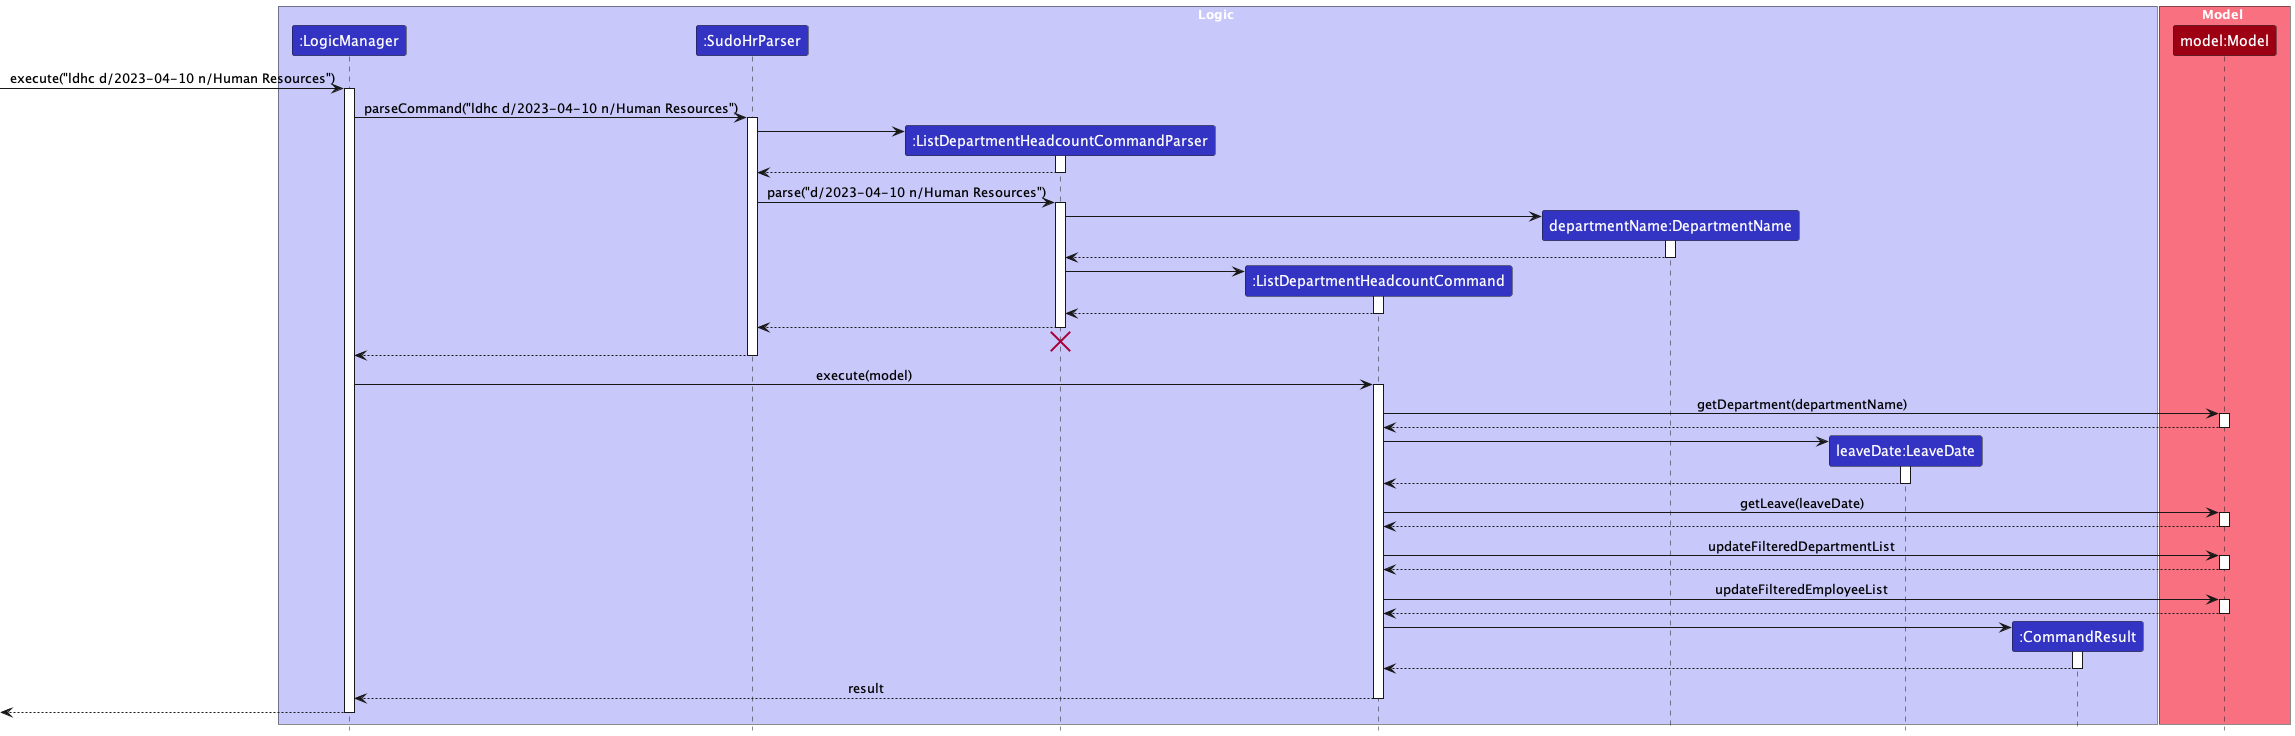 Logic
Model
:LogicManager
:SudoHrParser
model:Model
execute("ldhc d/2023-04-10 n/Human Resources")
parseCommand("ldhc d/2023-04-10 n/Human Resources")
:ListDepartmentHeadcountCommandParser
parse("d/2023-04-10 n/Human Resources")
departmentName:DepartmentName
:ListDepartmentHeadcountCommand
execute(model)
getDepartment(departmentName)
leaveDate:LeaveDate
getLeave(leaveDate)
updateFilteredDepartmentList
updateFilteredEmployeeList
:CommandResult
result